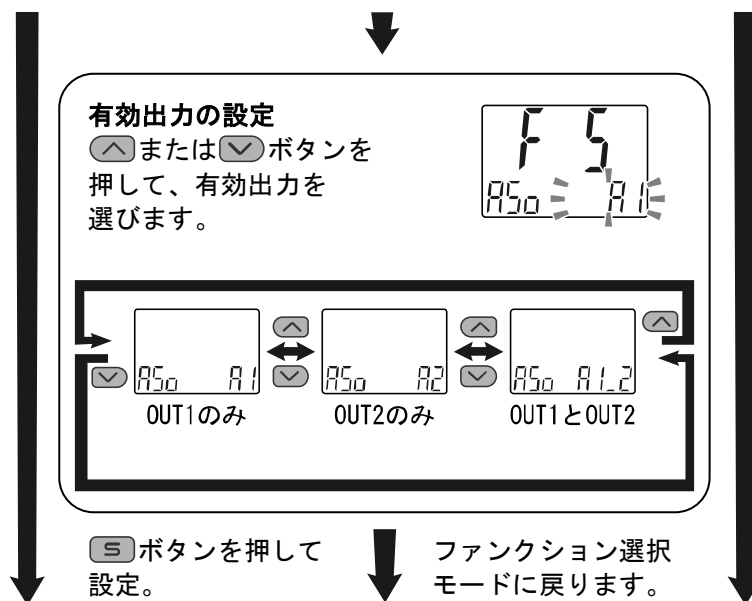 有効出力の設定
またはボタンを
押して、有効出力を
選びます。
F 5
ASo A1
ASo A1
ASo A2
ASo A1_2
OUT1のみ
OUT2のみ
OUT1とOUT2
S ボタンを押して
設定。
ファンクション選択
モードに戻ります。